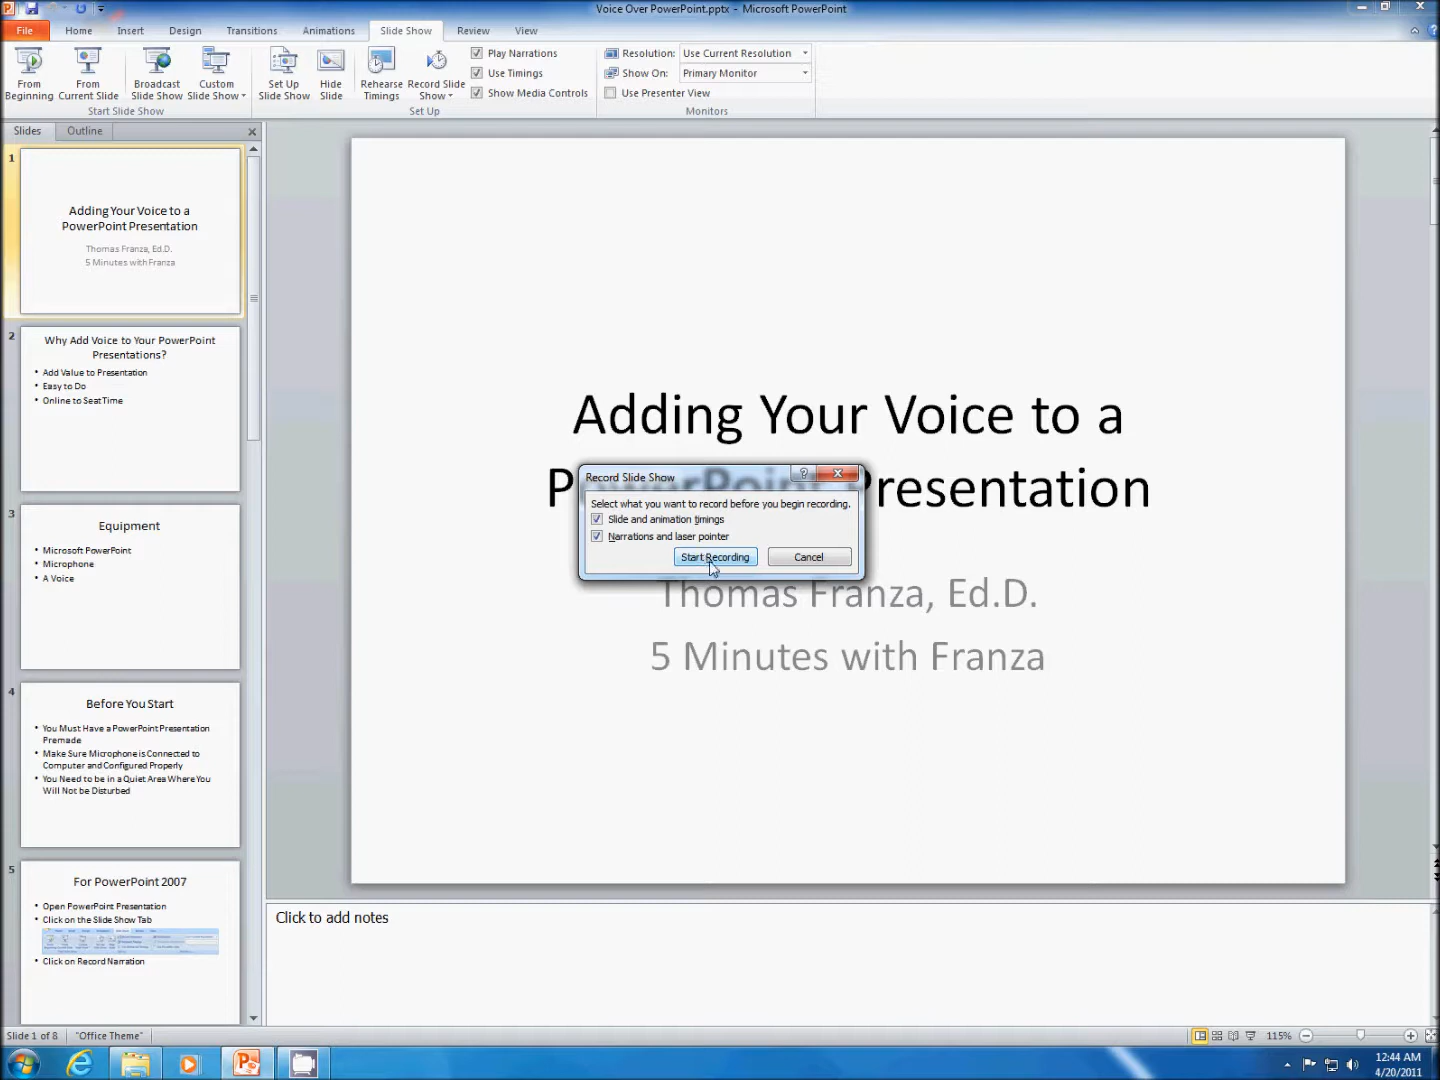 Voice Over PowerPoint.pptx - Microsoft PowerPoint
File Home Insert Design Transitions Animations Slide Show Review View
From Beginning
From Current Slide
Broadcast Slide Show
Custom Slide Show
Start Slide Show
Set Up Slide Show
Hide Slide
Rehearse Timings
Record Slide Show
Play Narrations
Use Timings
Show Media Controls
Set Up
Resolution: Use Current Resolution
Show On: Primary Monitor
Use Presenter View
Monitors
Slides Outline
1
Adding Your Voice to a
PowerPoint Presentation
Thomas Franza, Ed.D.
5 Minutes with Franza
2
Why Add Voice to Your PowerPoint
Presentations?
• Add Value to Presentation
• Easy to Do
• Online to Seat Time
3
Equipment
• Microsoft PowerPoint
• Microphone
• A Voice
4
Before You Start
• You Must Have a PowerPoint Presentation
Premade
• Make Sure Microphone is Connected to
Computer and Configured Properly
• You Need to be in a Quiet Area Where You
Will Not be Disturbed
5
For PowerPoint 2007
• Open PowerPoint Presentation
• Click on the Slide Show Tab
• Click on Record Narration
Adding Your Voice to a
PowerPoint Presentation
Thomas Franza, Ed.D.
5 Minutes with Franza
Record Slide Show
Select what you want to record before you begin recording.
Slide and animation timings
Narrations and laser pointer
Start Recording Cancel
Click to add notes
Slide 1 of 8 "Office Theme" 115%
12:44 AM
4/20/2011